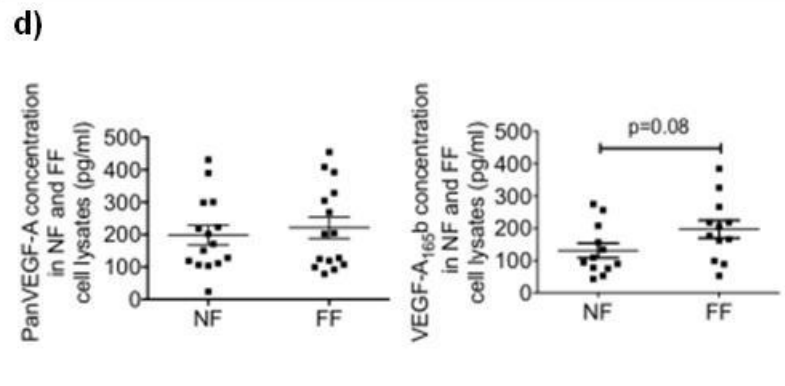 d)
PanVEGF-A concentration
in NF and FF
cell lysates (pg/ml)
500
400
300
200
100
0
NF FF
VEGF-A₁₆₅b concentration
in NF and FF
cell lysates (pg/ml)
p=0.08
500
400
300
200
100
0
NF FF